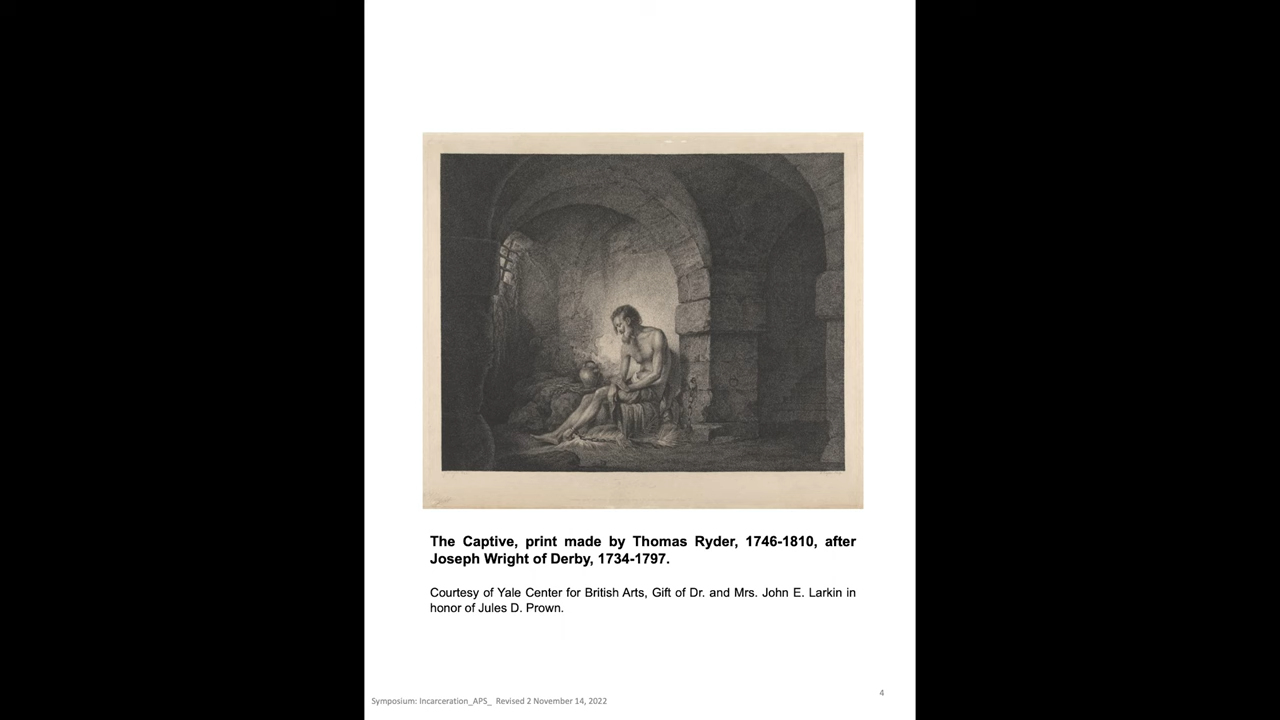 The Captive, print made by Thomas Ryder, 1746-1810, after
Joseph Wright of Derby, 1734-1797.
Courtesy of Yale Center for British Arts, Gift of Dr. and Mrs. John E. Larkin in
honor of Jules D. Prown.
4
Symposium: Incarceration_APS_ Revised 2 November 14, 2022